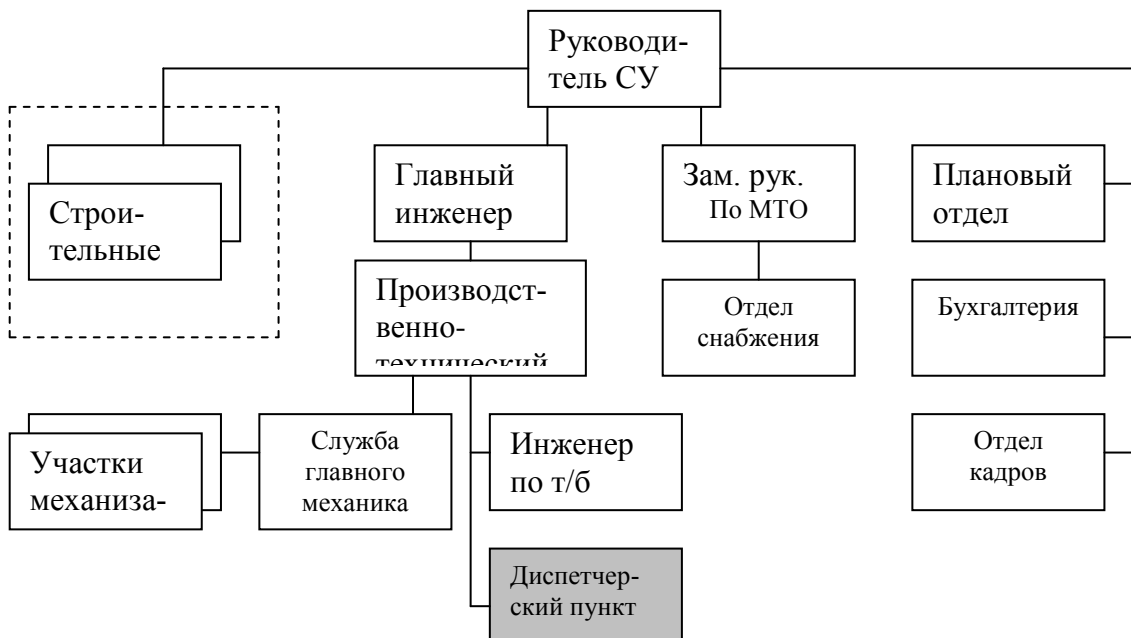 Руководи-
тель СУ
Строи-
тельные
Главный
инженер
Зам. рук.
По МТО
Плановый
отдел
Производст-
венно-
технический
Отдел
снабжения
Бухгалтерия
Участки
механиза-
Служба
главного
механика
Инженер
по т/б
Отдел
кадров
Диспетчер-
ский пункт